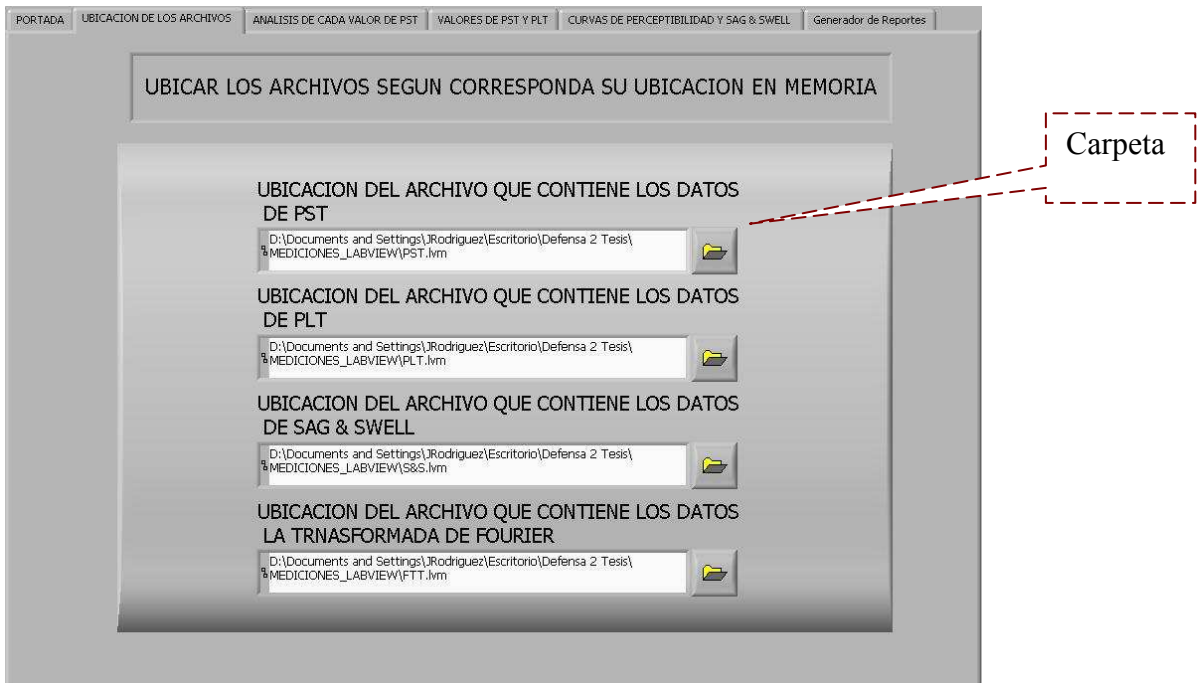 PORTADA
UBICACION DE LOS ARCHIVOS
ANALISIS DE CADA VALOR DE PST
VALORES DE PST Y PLT
CURVAS DE PERCEPTIBILIDAD Y SAG & SWELL
Generador de Reportes
UBICAR LOS ARCHIVOS SEGUN CORRESPONDA SU UBICACION EN MEMORIA
Carpeta
UBICACION DEL ARCHIVO QUE CONTIENE LOS DATOS
DE PST
D:\Documents and Settings\JRodriguez\Escritorio\Defensa 2 Tesis\
MEDICIONES_LABVIEW\PST.lvm
UBICACION DEL ARCHIVO QUE CONTIENE LOS DATOS
DE PLT
D:\Documents and Settings\JRodriguez\Escritorio\Defensa 2 Tesis\
MEDICIONES_LABVIEW\PLT.lvm
UBICACION DEL ARCHIVO QUE CONTIENE LOS DATOS
DE SAG & SWELL
D:\Documents and Settings\JRodriguez\Escritorio\Defensa 2 Tesis\
MEDICIONES_LABVIEW\S&S.lvm
UBICACION DEL ARCHIVO QUE CONTIENE LOS DATOS
LA TRNASFORMADA DE FOURIER
D:\Documents and Settings\JRodriguez\Escritorio\Defensa 2 Tesis\
MEDICIONES_LABVIEW\FTT.lvm